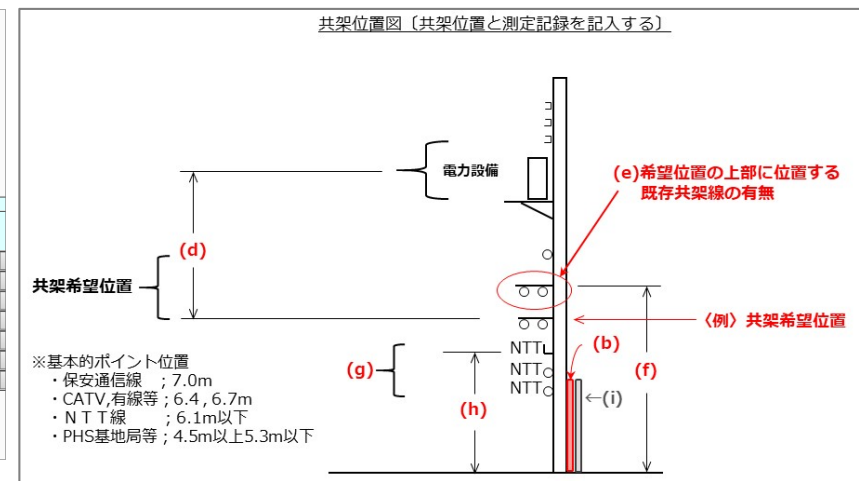 共架位置図〔共架位置と測定記録を記入する〕
電力設備
(e)希望位置の上部に位置する
既存共架線の有無
(d)
共架希望位置
〈例〉共架希望位置
NTT
(b)
※基本的ポイント位置
(g)
NTT
(f)
・保安通信線　；7.0m
NTT
←(i)
・CATV,有線等；6.4 , 6.7m
(h)
・ＮＴＴ線　　；6.1m以下
・PHS基地局等；4.5m以上5.3m以下